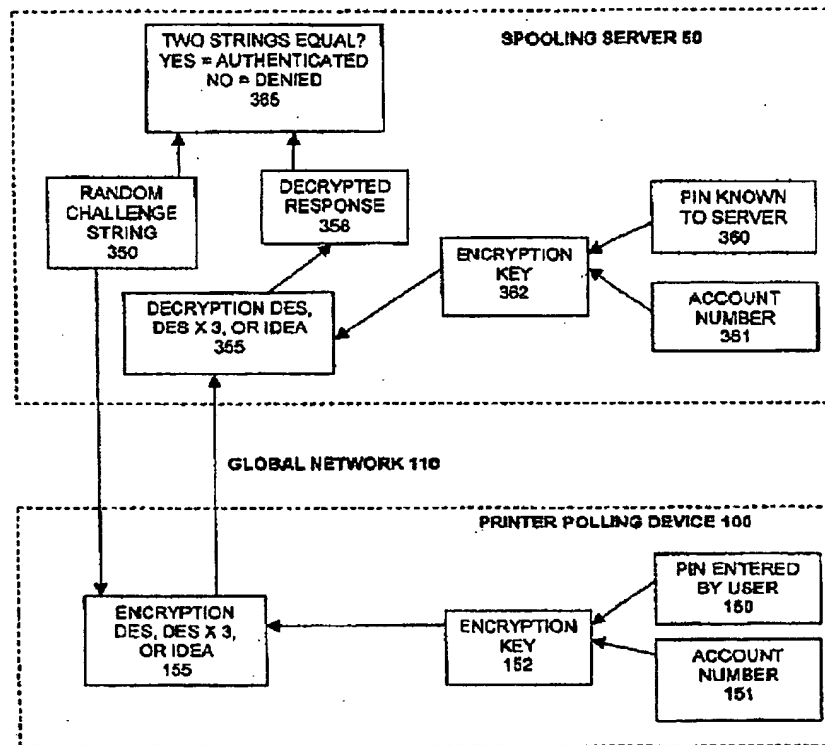 SPOOLING SERVER 50
TWO STRINGS EQUAL?
YES = AUTHENTICATED
NO = DENIED
365
RANDOM
CHALLENGE
STRING
350
DECRYPTED
RESPONSE
358
PIN KNOWN
TO SERVER
360
ENCRYPTION
KEY
362
DECRYPTION DES,
DES X 3, OR IDEA
355
ACCOUNT
NUMBER
361
GLOBAL NETWORK 110
PRINTER POLLING DEVICE 100
PIN ENTERED
BY USER
150
ENCRYPTION
DES, DES X 3,
OR IDEA
155
ENCRYPTION
KEY
152
ACCOUNT
NUMBER
151